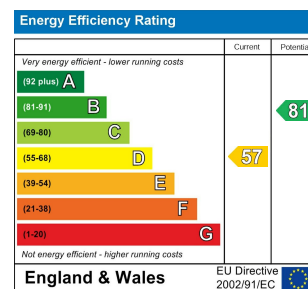 Energy Efficiency Rating
Current Potentia
Very energy efficient - lower running costs
(92 plus) A
(81-91) B
81
(69-80) C
(55-68) D
57
(39-54) E
(21-38) F
(1-20) G
Not energy efficient - higher running costs
England & Wales
EU Directive
2002/91/EC